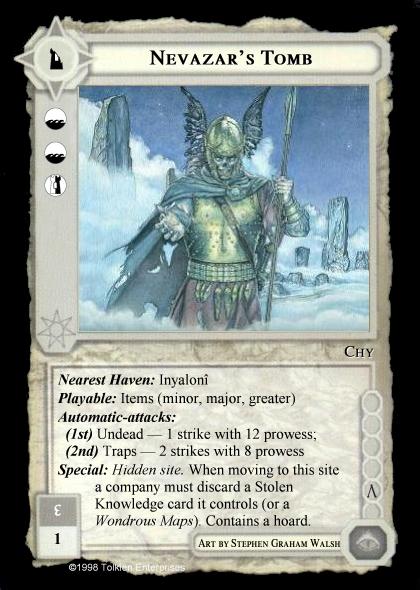 NEVAZAR'S TOMB
CHY
Nearest Haven: Inyalonî
Playable: Items (minor, major, greater)
Automatic-attacks:
(1st) Undead — 1 strike with 12 prowess;
(2nd) Traps — 2 strikes with 8 prowess
Special: Hidden site. When moving to this site
a company must discard a Stolen
Knowledge card it controls (or a
Wondrous Maps). Contains a hoard.
1
ART BY STEPHEN GRAHAM WALSH
©1998 Tolkien Enterprises